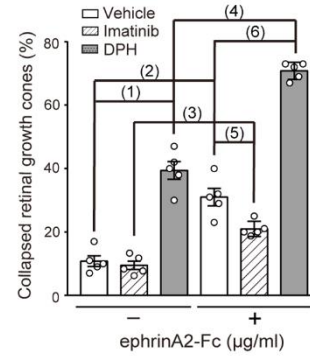 Vehicle
Imatinib
DPH
(4)
(6)
(2)
(1)
(3)
(5)
Collapsed retinal growth cones (%)
80
60
40
20
0
− +
ephrinA2-Fc (μg/ml)